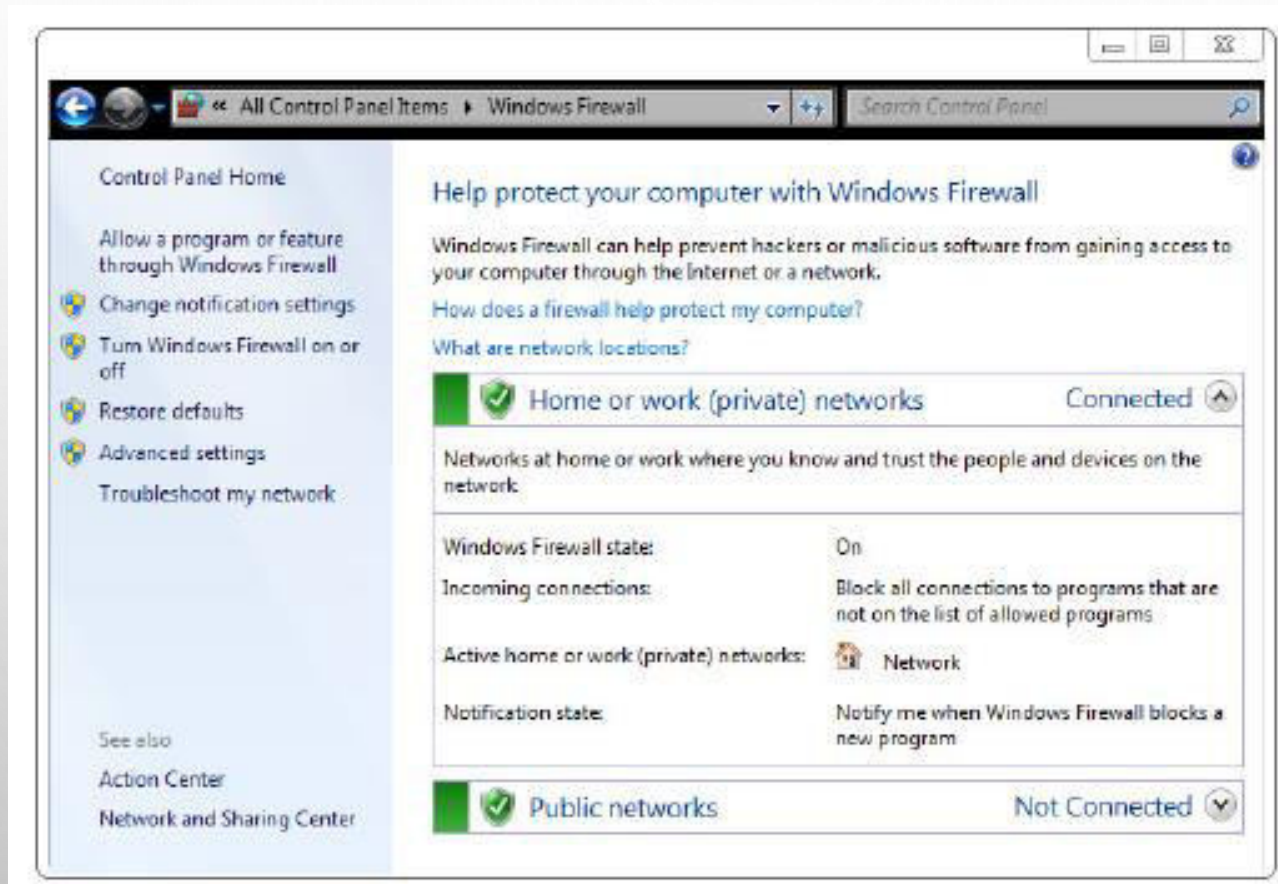 « All Control Panel Items ▸ Windows Firewall
Search Control Panel
Control Panel Home
Allow a program or feature
through Windows Firewall
Change notification settings
Turn Windows Firewall on or
off
Restore defaults
Advanced settings
Troubleshoot my network
See also
Action Center
Network and Sharing Center
Help protect your computer with Windows Firewall
Windows Firewall can help prevent hackers or malicious software from gaining access to
your computer through the Internet or a network.
How does a firewall help protect my computer?
What are network locations?
Home or work (private) networks Connected
Networks at home or work where you know and trust the people and devices on the
network
Windows Firewall state: On
Incoming connections: Block all connections to programs that are
not on the list of allowed programs
Active home or work (private) networks: Network
Notification state: Notify me when Windows Firewall blocks a
new program
Public networks Not Connected